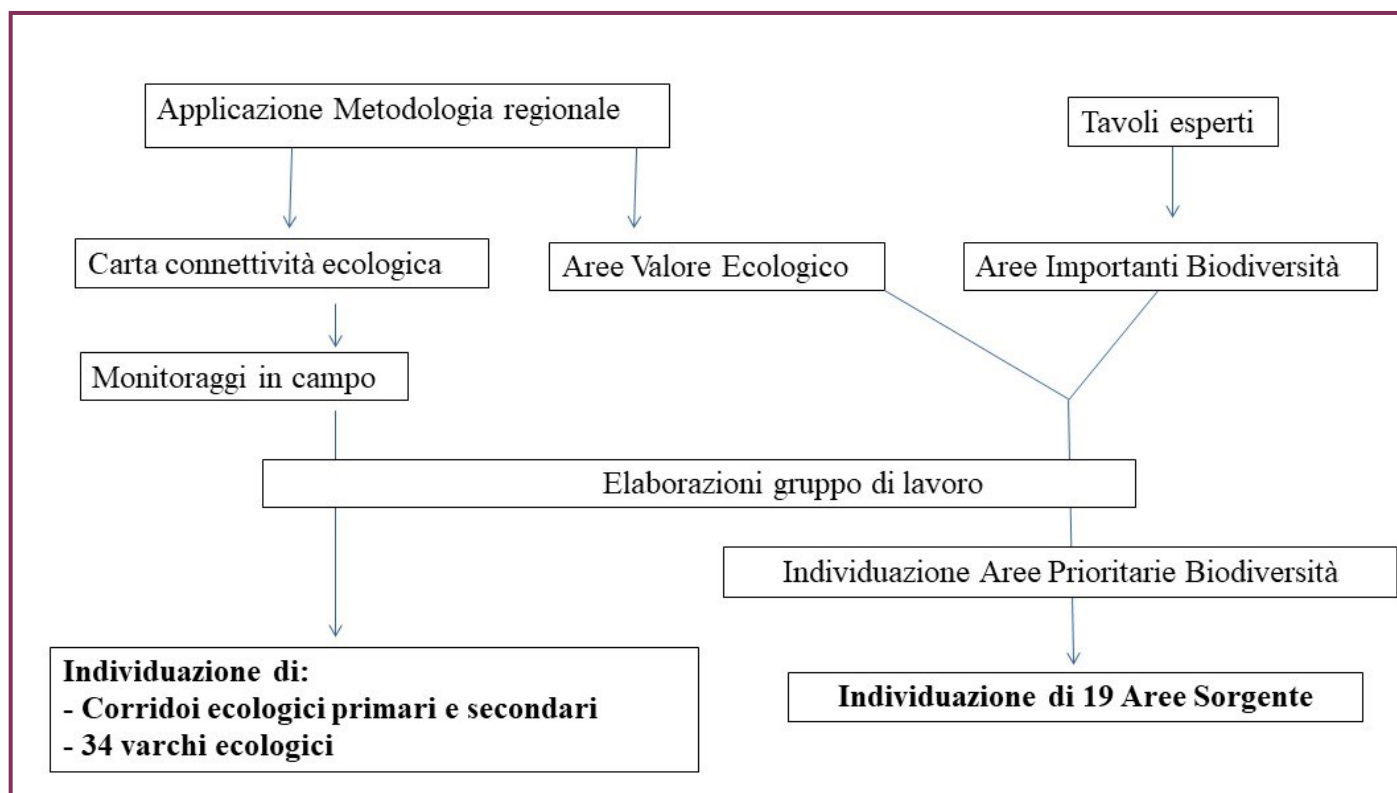 Applicazione Metodologia regionale
Tavoli esperti
Carta connettività ecologica
Aree Valore Ecologico
Aree Importanti Biodiversità
Monitoraggi in campo
Elaborazioni gruppo di lavoro
Individuazione Aree Prioritarie Biodiversità
Individuazione di:
- Corridoi ecologici primari e secondari
- 34 varchi ecologici
Individuazione di 19 Aree Sorgente